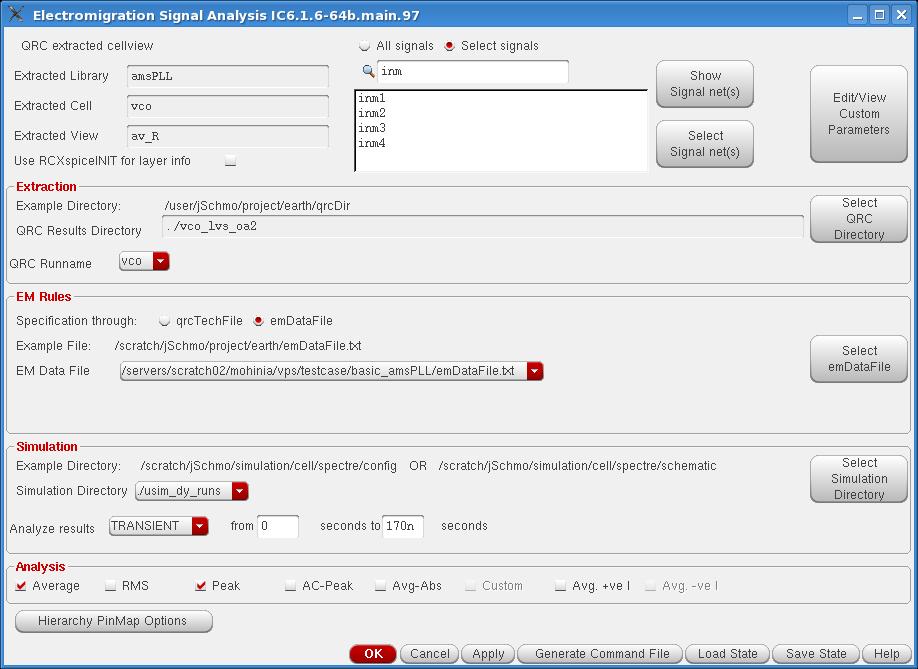 Electromigration Signal Analysis IC6.1.6-64b.main.97
QRC extracted cellview
All signals Select signals
Extracted Library amsPLL
inm
Show
Signal net(s)
Edit/View
Custom
Parameters
Extracted Cell vco
inm1
inm2
inm3
inm4
Extracted View av_R
Select
Signal net(s)
Use RCXspiceINIT for layer info
Extraction
Example Directory: /user/jSchmo/project/earth/qrcDir
QRC Results Directory ./vco_lvs_oa2
Select
QRC
Directory
QRC Runname vco
EM Rules
Specification through: qrcTechFile emDataFile
Example File: /scratch/jSchmo/project/earth/emDataFile.txt
EM Data File /servers/scratch02/mohinia/vps/testcase/basic_amsPLL/emDataFile.txt
Select
emDataFile
Simulation
Example Directory: /scratch/jSchmo/simulation/cell/spectre/config OR /scratch/jSchmo/simulation/cell/spectre/schematic
Simulation Directory ./usim_dy_runs
Select
Simulation
Directory
Analyze results TRANSIENT from 0 seconds to 170n seconds
Analysis
Average RMS Peak AC-Peak Avg-Abs Custom Avg. +ve I Avg. -ve I
Hierarchy PinMap Options
OK Cancel Apply Generate Command File Load State Save State Help